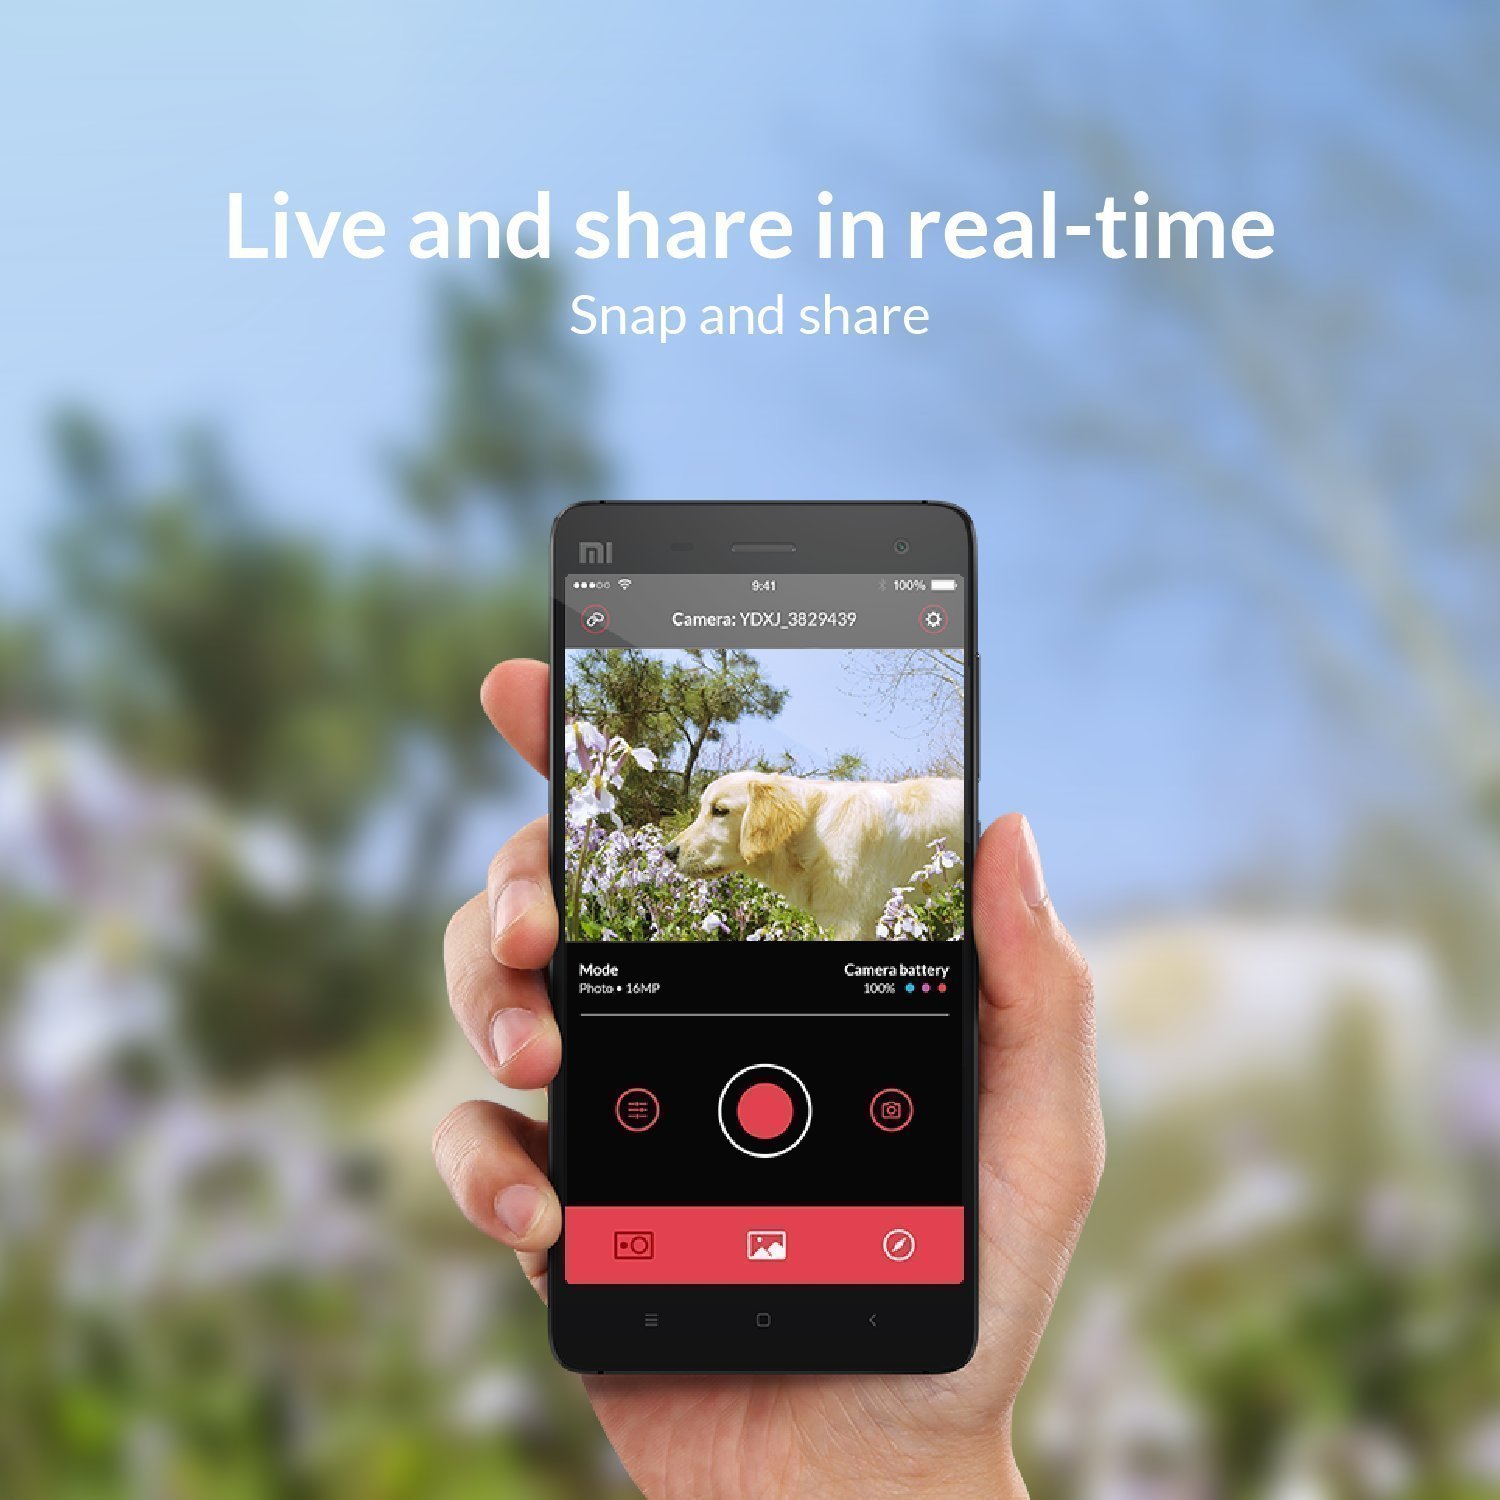 Live and share in real-time
Snap and share
mi
9:41
100%
Camera: YDXJ_3829439
Mode
Camera battery
Photo • 16MP
100%